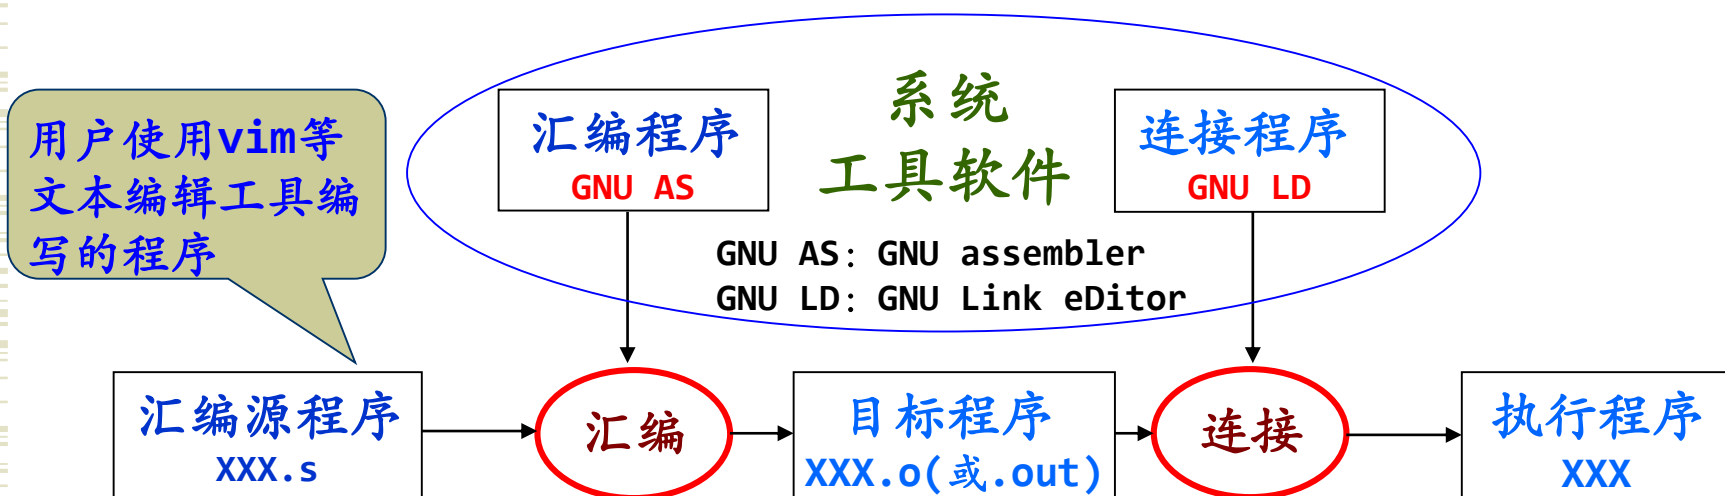 系统
工具软件
汇编程序
GNU AS
连接程序
GNU LD
用户使用vim等
文本编辑工具编
写的程序
GNU AS: GNU assembler
GNU LD: GNU Link eDitor
汇编源程序
XXX.s
汇编
目标程序
XXX.o(或.out)
连接
执行程序
XXX